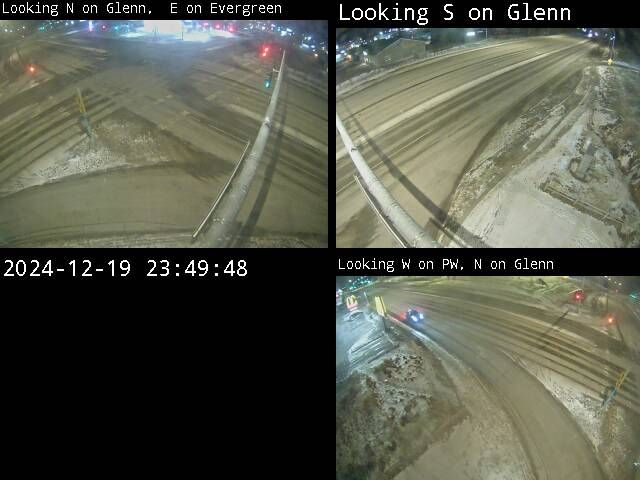 Looking N on Glenn,  E on Evergreen
Looking S on Glenn
2024-12-19 23:49:48
Looking W on PW, N on Glenn